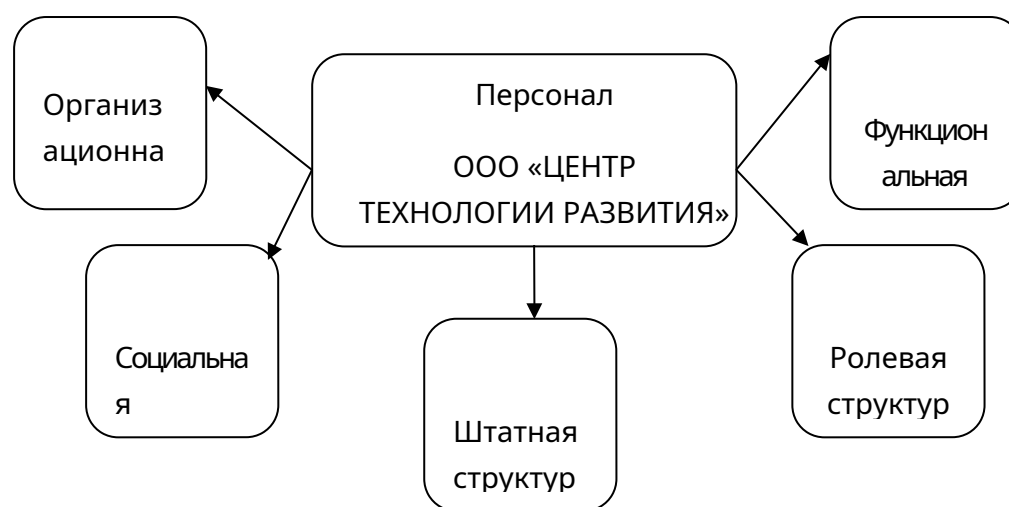 Организ
ационна
Персонал
ООО «ЦЕНТР
ТЕХНОЛОГИИ РАЗВИТИЯ»
Функцион
альная
Социальна
я
Штатная
структур
Ролевая
структур